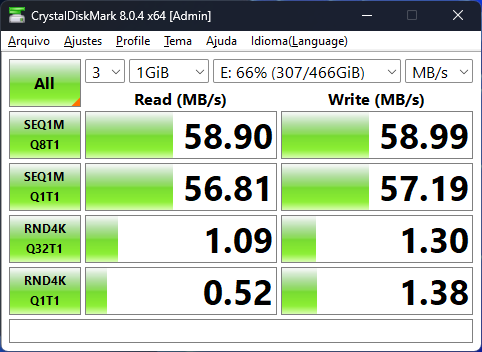 CrystalDiskMark 8.0.4 x64 [Admin]
Arquivo Ajustes Profile Tema Ajuda Idioma(Language)
All 3 1GiB E: 66% (307/466GiB) MB/s
Read (MB/s) Write (MB/s)
SEQ1M
Q8T1 58.90 58.99
SEQ1M
Q1T1 56.81 57.19
RND4K
Q32T1 1.09 1.30
RND4K
Q1T1 0.52 1.38